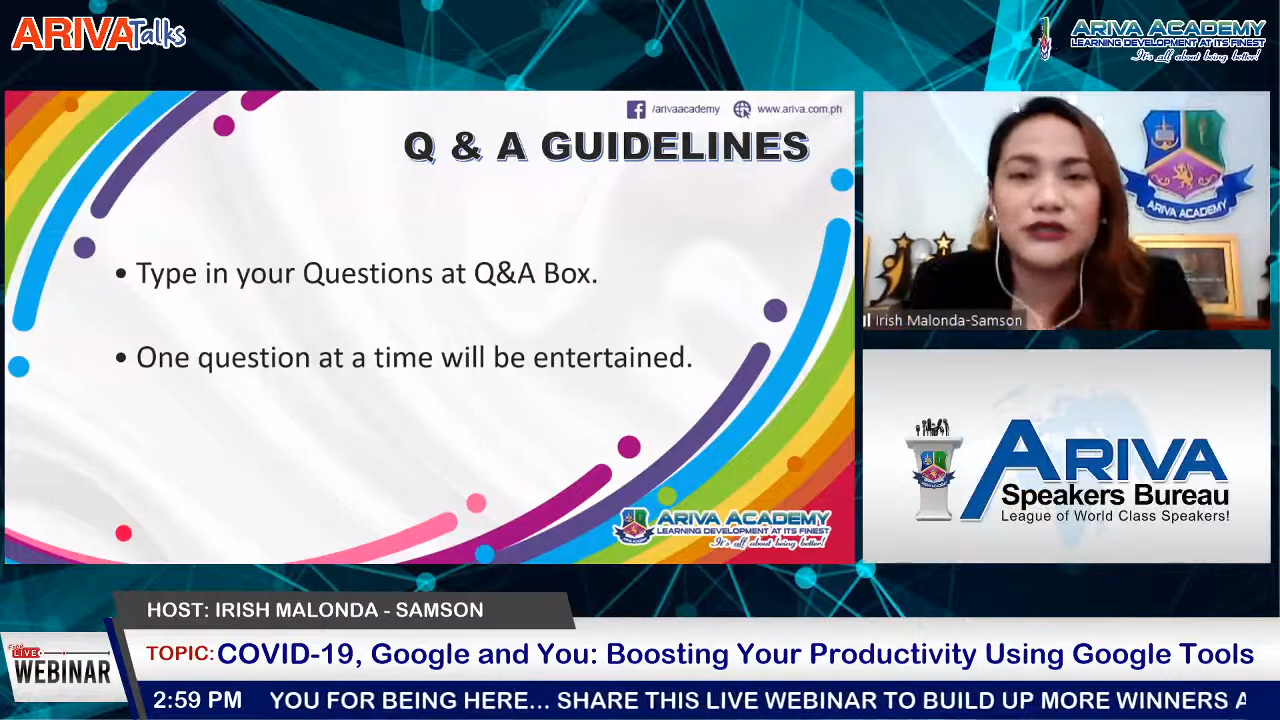 ARIVATalks
ARIVA ACADEMY
LEARNING DEVELOPMENT AT ITS FINEST
It's all about being better!
/arivaacademy
www.ariva.com.ph
Q & A GUIDELINES
• Type in your Questions at Q&A Box.
• One question at a time will be entertained.
ARIVA ACADEMY
LEARNING DEVELOPMENT AT ITS FINEST
It's all about being better!
ARIVA ACADEMY
Irish Malonda-Samson
ARIVA
Speakers Bureau
League of World Class Speakers!
HOST: IRISH MALONDA - SAMSON
Free LIVE
WEBINAR
TOPIC: COVID-19, Google and You: Boosting Your Productivity Using Google Tools
2:59 PM
YOU FOR BEING HERE... SHARE THIS LIVE WEBINAR TO BUILD UP MORE WINNERS A